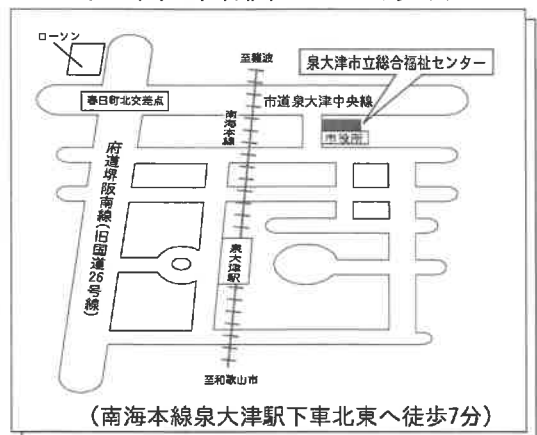 ローソン
至難波
泉大津市立総合福祉センター
春日町北交差点
南海本線
市道泉大津中央線
市役所
府道堺阪南線(旧国道26号線)
泉大津駅
至和歌山市
(南海本線泉大津駅下車北東へ徒歩7分)